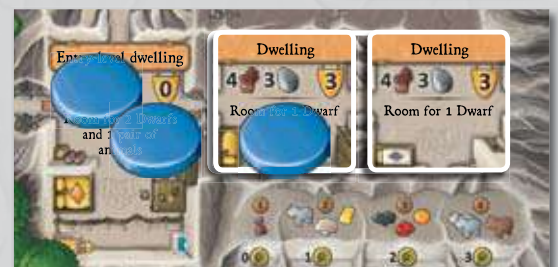 Entry-level dwelling
0
Room for 2 Dwarfs
and 1 pair of
animals
Dwelling
4 3 3
Room for 1 Dwarf
Dwelling
4 3 3
Room for 1 Dwarf
0 1 2 3